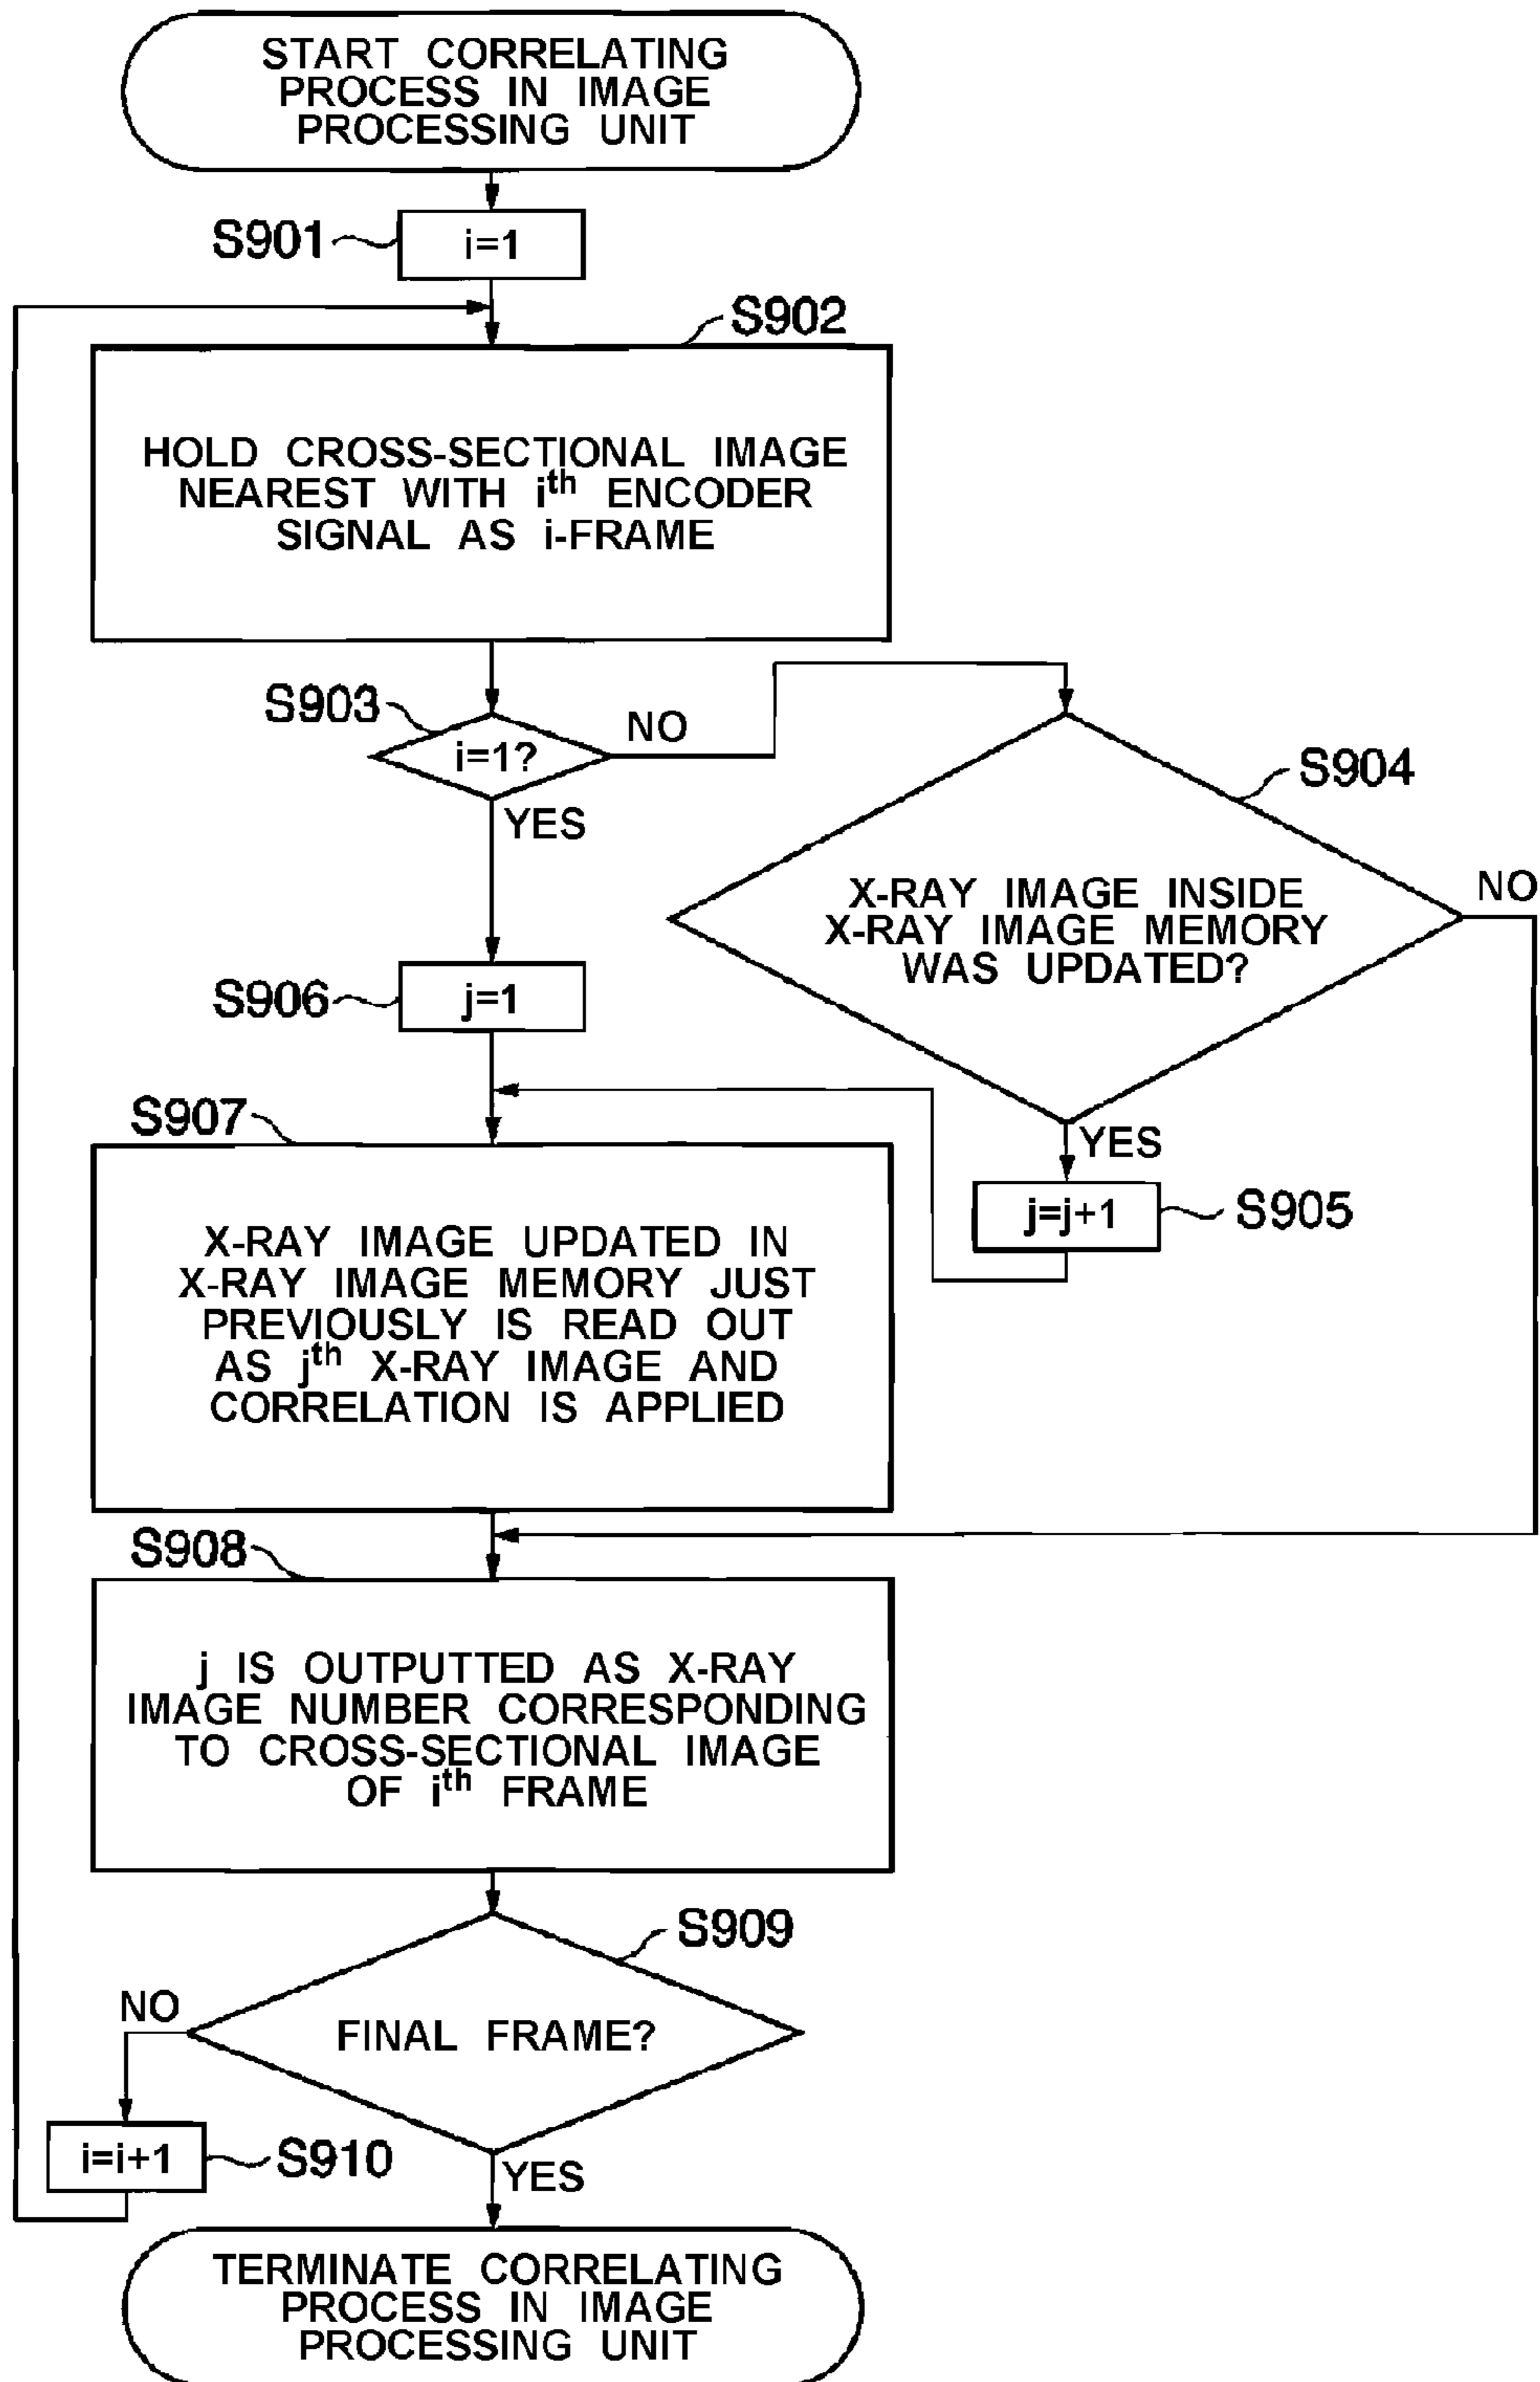 START CORRELATING
PROCESS IN IMAGE
PROCESSING UNIT
S901
i=1
S902
HOLD CROSS-SECTIONAL IMAGE
NEAREST WITH ith ENCODER
SIGNAL AS i-FRAME
S903
i=1?
NO
YES
S904
X-RAY IMAGE INSIDE
X-RAY IMAGE MEMORY
WAS UPDATED?
NO
YES
S906
j=1
S905
j=j+1
S907
X-RAY IMAGE UPDATED IN
X-RAY IMAGE MEMORY JUST
PREVIOUSLY IS READ OUT
AS jth X-RAY IMAGE AND
CORRELATION IS APPLIED
S908
j IS OUTPUTTED AS X-RAY
IMAGE NUMBER CORRESPONDING
TO CROSS-SECTIONAL IMAGE
OF ith FRAME
S909
FINAL FRAME?
NO
i=i+1
S910
YES
TERMINATE CORRELATING
PROCESS IN IMAGE
PROCESSING UNIT